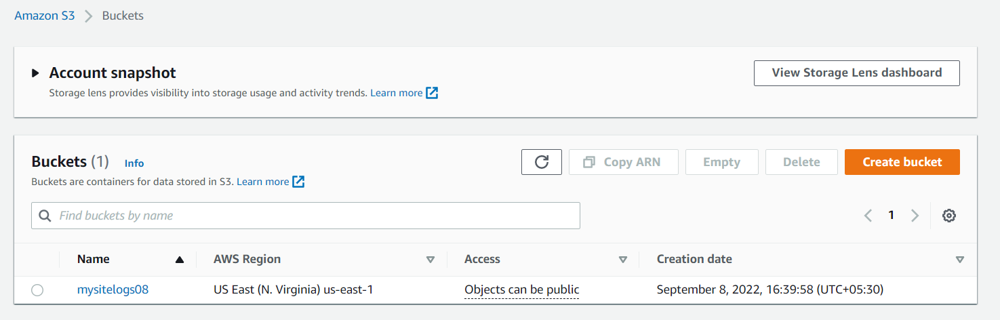 Amazon S3 > Buckets
Account snapshot
View Storage Lens dashboard
Storage lens provides visibility into storage usage and activity trends. Learn more
Buckets (1) Info
Copy ARN Empty Delete Create bucket
Buckets are containers for data stored in S3. Learn more
Find buckets by name
1
Name AWS Region Access Creation date
mysitelogs08 US East (N. Virginia) us-east-1 Objects can be public September 8, 2022, 16:39:58 (UTC+05:30)